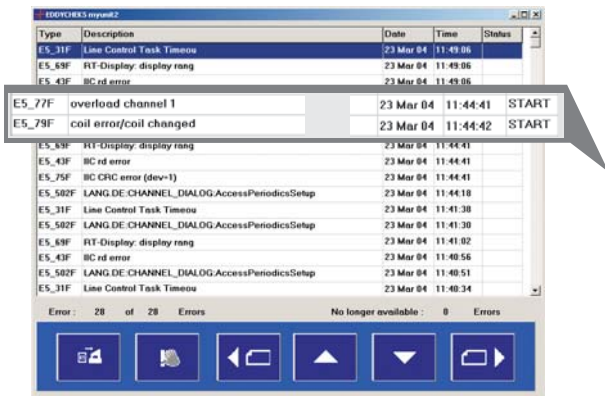 EDDYCHEK5 myunit2
Type Description Date Time Status
E5_31F Line Control Task Timeou 23 Mar 04 11:49:06
E5_69F RT-Display: display rang 23 Mar 04 11:49:06
E5_43F IIC rd error 23 Mar 04 11:49:06
E5_77F overload channel 1 23 Mar 04 11:44:41 START
E5_79F coil error/coil changed 23 Mar 04 11:44:42 START
E5_69F RT-Display: display rang 23 Mar 04 11:44:41
E5_43F IIC rd error 23 Mar 04 11:44:41
E5_75F IIC CRC error (dev=1) 23 Mar 04 11:44:41
E5_502F LANG.DE:CHANNEL_DIALOG:AccessPeriodicsSetup 23 Mar 04 11:44:18
E5_31F Line Control Task Timeou 23 Mar 04 11:41:38
E5_502F LANG.DE:CHANNEL_DIALOG:AccessPeriodicsSetup 23 Mar 04 11:41:30
E5_69F RT-Display: display rang 23 Mar 04 11:41:02
E5_43F IIC rd error 23 Mar 04 11:40:56
E5_502F LANG.DE:CHANNEL_DIALOG:AccessPeriodicsSetup 23 Mar 04 11:40:51
E5_31F Line Control Task Timeou 23 Mar 04 11:40:34
Error : 28 of 28 Errors No longer available : 0 Errors